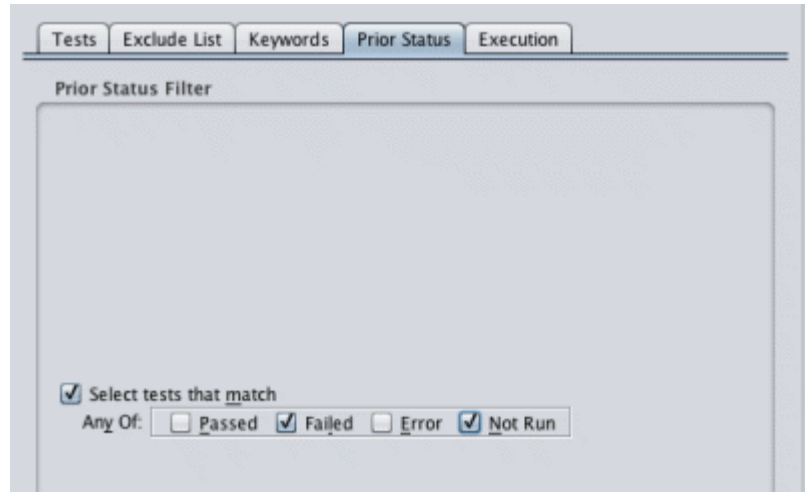 Tests Exclude List Keywords Prior Status Execution
Prior Status Filter
Select tests that match
Any Of: Passed Failed Error Not Run